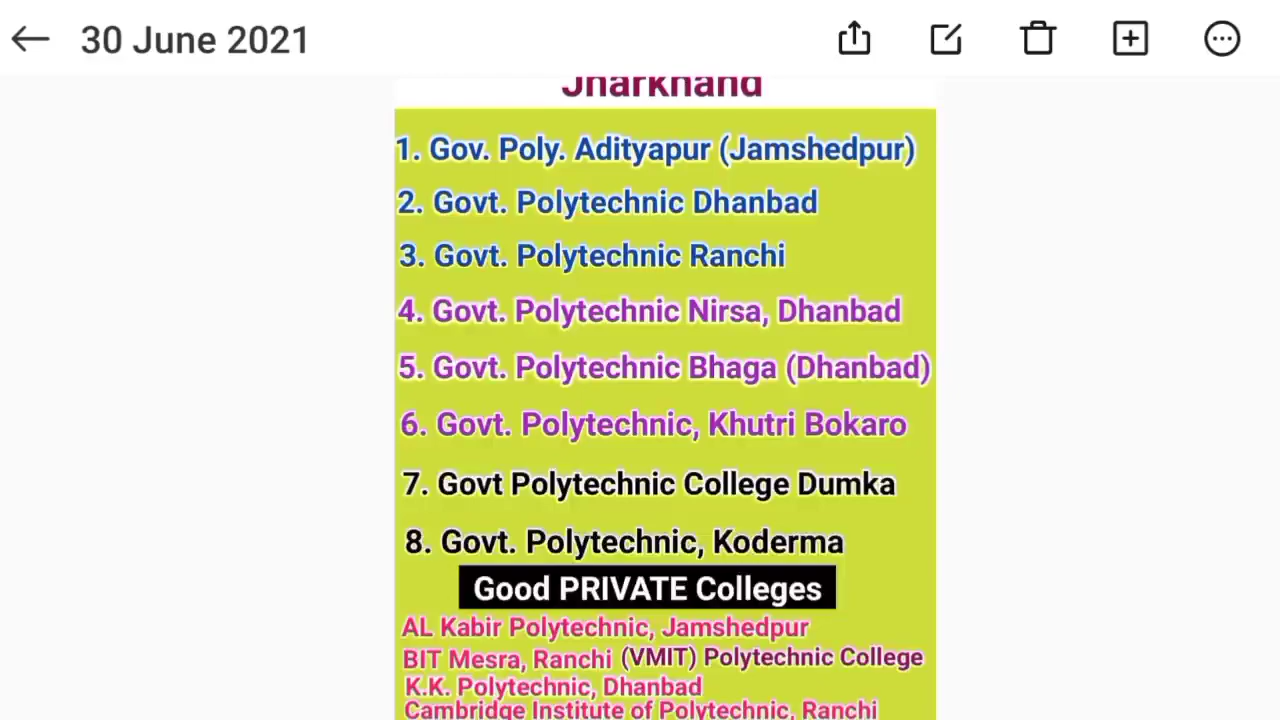 30 June 2021
Jharkhand
1. Gov. Poly. Adityapur (Jamshedpur)
2. Govt. Polytechnic Dhanbad
3. Govt. Polytechnic Ranchi
4. Govt. Polytechnic Nirsa, Dhanbad
5. Govt. Polytechnic Bhaga (Dhanbad)
6. Govt. Polytechnic, Khutri Bokaro
7. Govt Polytechnic College Dumka
8. Govt. Polytechnic, Koderma
Good PRIVATE Colleges
AL Kabir Polytechnic, Jamshedpur
BIT Mesra, Ranchi (VMIT) Polytechnic College
K.K. Polytechnic, Dhanbad
Cambridge Institute of Polytechnic, Ranchi